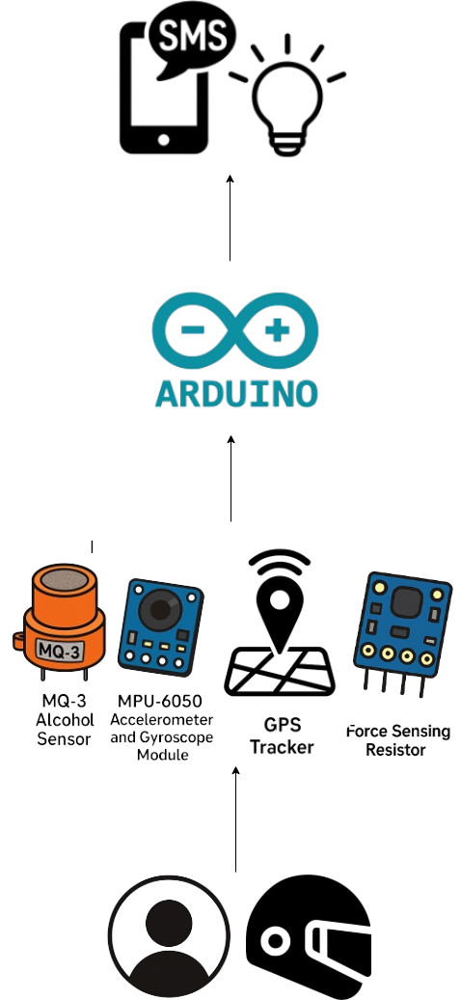 SMS
ARDUINO
MQ-3
MQ-3
Alcohol
Sensor
MPU-6050
Accelerometer
and Gyroscope
Module
GPS
Tracker
Force Sensing
Resistor